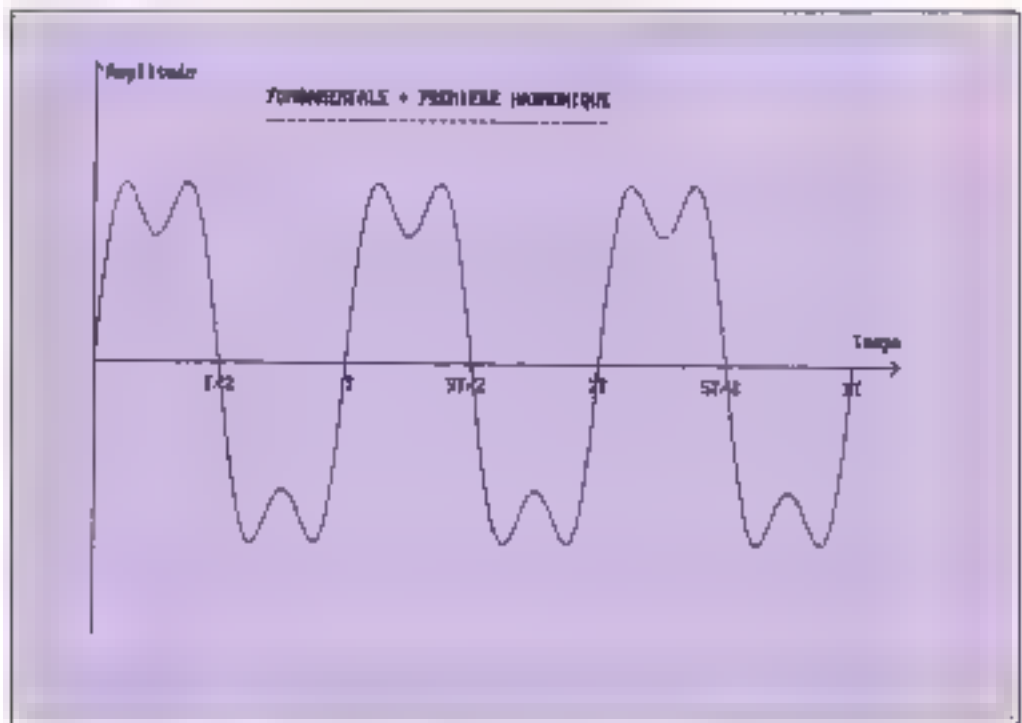 Amplitude
FONDAMENTALE + PREMIERE HARMONIQUE
Temps
T/2 T 3T/2 2T 5T/2 3T